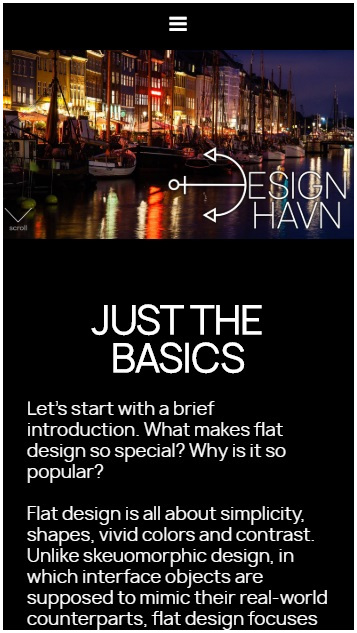 ESIGN
HAVN
scroll
JUST THE
BASICS
Let's start with a brief
introduction. What makes flat
design so special? Why is it so
popular?
Flat design is all about simplicity,
shapes, vivid colors and contrast.
Unlike skeuomorphic design, in
which interface objects are
supposed to mimic their real-world
counterparts, flat design focuses